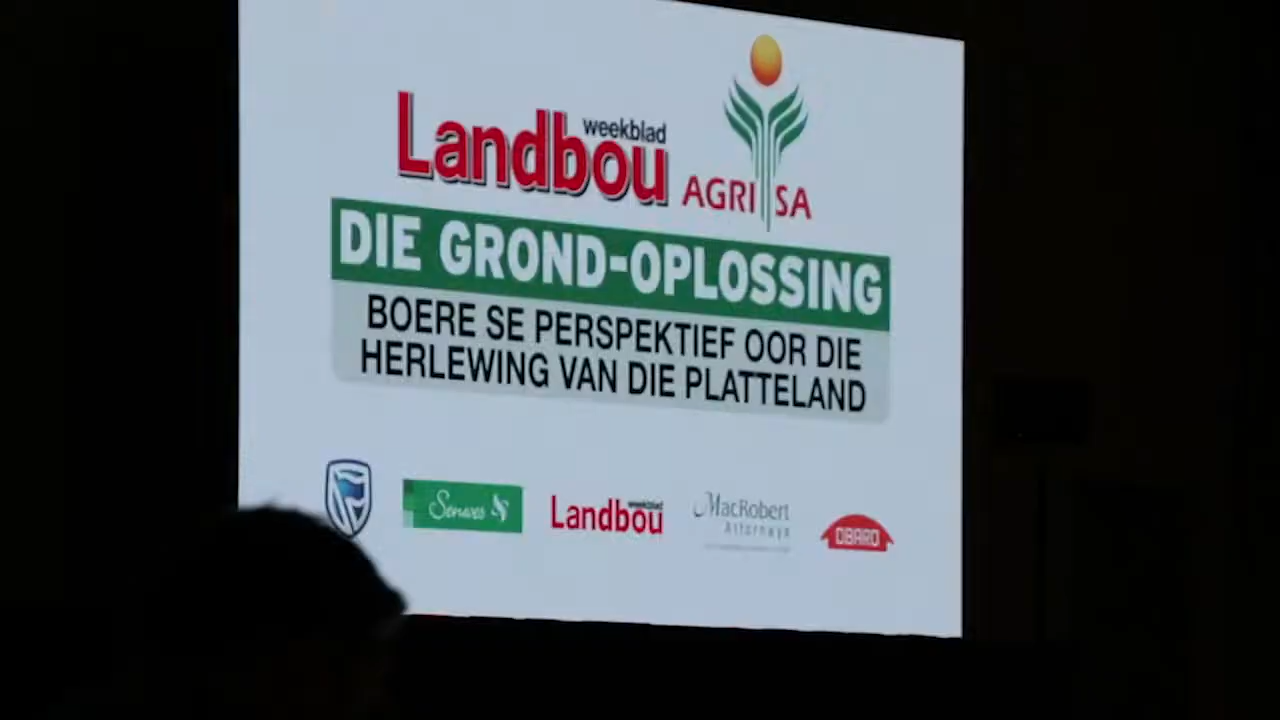 Landbou weekblad
AGRI SA
DIE GROND-OPLOSSING
BOERE SE PERSPEKTIEF OOR DIE
HERLEWING VAN DIE PLATTELAND
Senwes
Landbou weekblad
MacRobert
Attorneys
OBARO